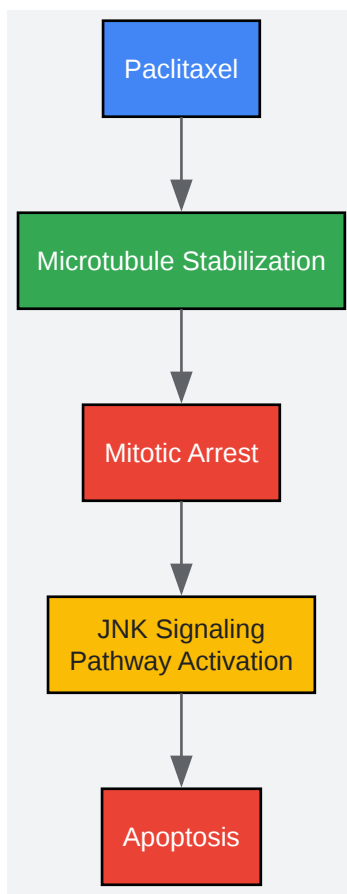 Paclitaxel
Microtubule Stabilization
Mitotic Arrest
JNK Signaling
Pathway Activation
Apoptosis